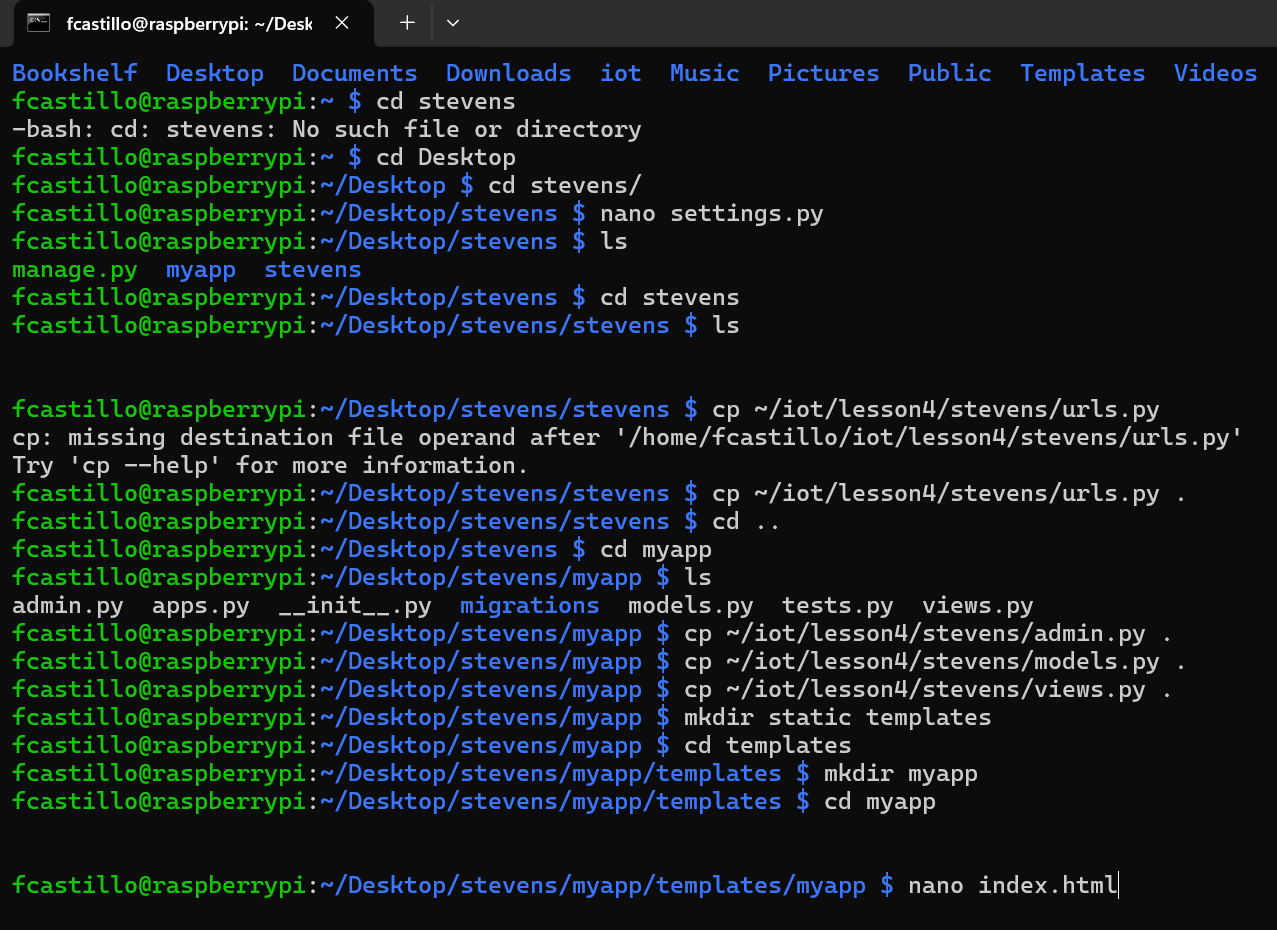 fcastillo@raspberrypi: ~/Desk
Bookshelf Desktop Documents Downloads iot Music Pictures Public Templates Videos
fcastillo@raspberrypi:~ $ cd stevens
-bash: cd: stevens: No such file or directory
fcastillo@raspberrypi:~ $ cd Desktop
fcastillo@raspberrypi:~/Desktop $ cd stevens/
fcastillo@raspberrypi:~/Desktop/stevens $ nano settings.py
fcastillo@raspberrypi:~/Desktop/stevens $ ls
manage.py myapp stevens
fcastillo@raspberrypi:~/Desktop/stevens $ cd stevens
fcastillo@raspberrypi:~/Desktop/stevens/stevens $ ls
fcastillo@raspberrypi:~/Desktop/stevens/stevens $ cp ~/iot/lesson4/stevens/urls.py
cp: missing destination file operand after '/home/fcastillo/iot/lesson4/stevens/urls.py'
Try 'cp --help' for more information.
fcastillo@raspberrypi:~/Desktop/stevens/stevens $ cp ~/iot/lesson4/stevens/urls.py .
fcastillo@raspberrypi:~/Desktop/stevens/stevens $ cd ..
fcastillo@raspberrypi:~/Desktop/stevens $ cd myapp
fcastillo@raspberrypi:~/Desktop/stevens/myapp $ ls
admin.py apps.py __init__.py migrations models.py tests.py views.py
fcastillo@raspberrypi:~/Desktop/stevens/myapp $ cp ~/iot/lesson4/stevens/admin.py .
fcastillo@raspberrypi:~/Desktop/stevens/myapp $ cp ~/iot/lesson4/stevens/models.py .
fcastillo@raspberrypi:~/Desktop/stevens/myapp $ cp ~/iot/lesson4/stevens/views.py .
fcastillo@raspberrypi:~/Desktop/stevens/myapp $ mkdir static templates
fcastillo@raspberrypi:~/Desktop/stevens/myapp $ cd templates
fcastillo@raspberrypi:~/Desktop/stevens/myapp/templates $ mkdir myapp
fcastillo@raspberrypi:~/Desktop/stevens/myapp/templates $ cd myapp
fcastillo@raspberrypi:~/Desktop/stevens/myapp/templates/myapp $ nano index.html